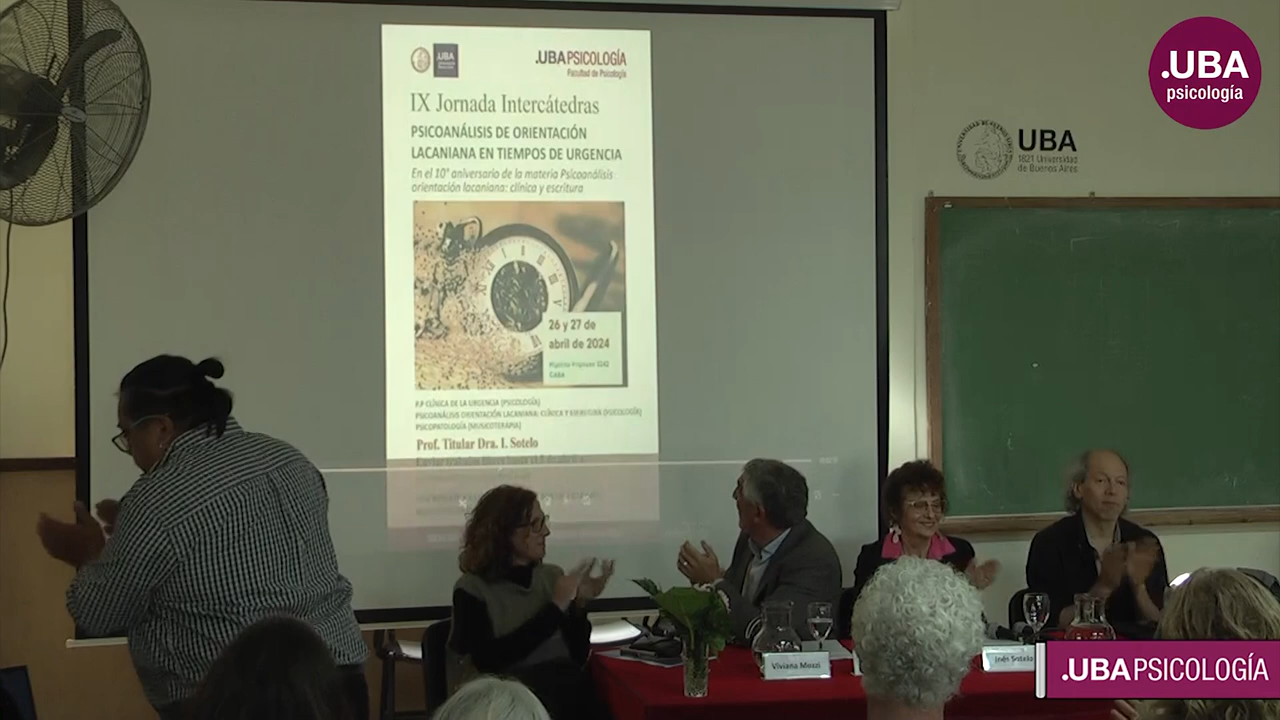 .UBA
psicología
UBA
1821 Universidad
de Buenos Aires
.UBA
.UBAPSICOLOGÍA
Facultad de Psicología
IX Jornada Intercátedras
PSICOANÁLISIS DE ORIENTACIÓN
LACANIANA EN TIEMPOS DE URGENCIA
En el 10° aniversario de la materia Psicoanálisis
orientación lacaniana: clínica y escritura
26 y 27 de
abril de 2024
CABA
P.P CLÍNICA DE LA URGENCIA (PSICOLOGÍA)
PSICOANÁLISIS ORIENTACIÓN LACANIANA: CLÍNICA Y ESCRITURA (PSICOLOGÍA)
PSICOPATOLOGÍA (MUSICOTERAPIA)
Prof. Titular Dra. I. Sotelo
Viviana Mozzi
Inés Sotelo
.UBAPSICOLOGÍA